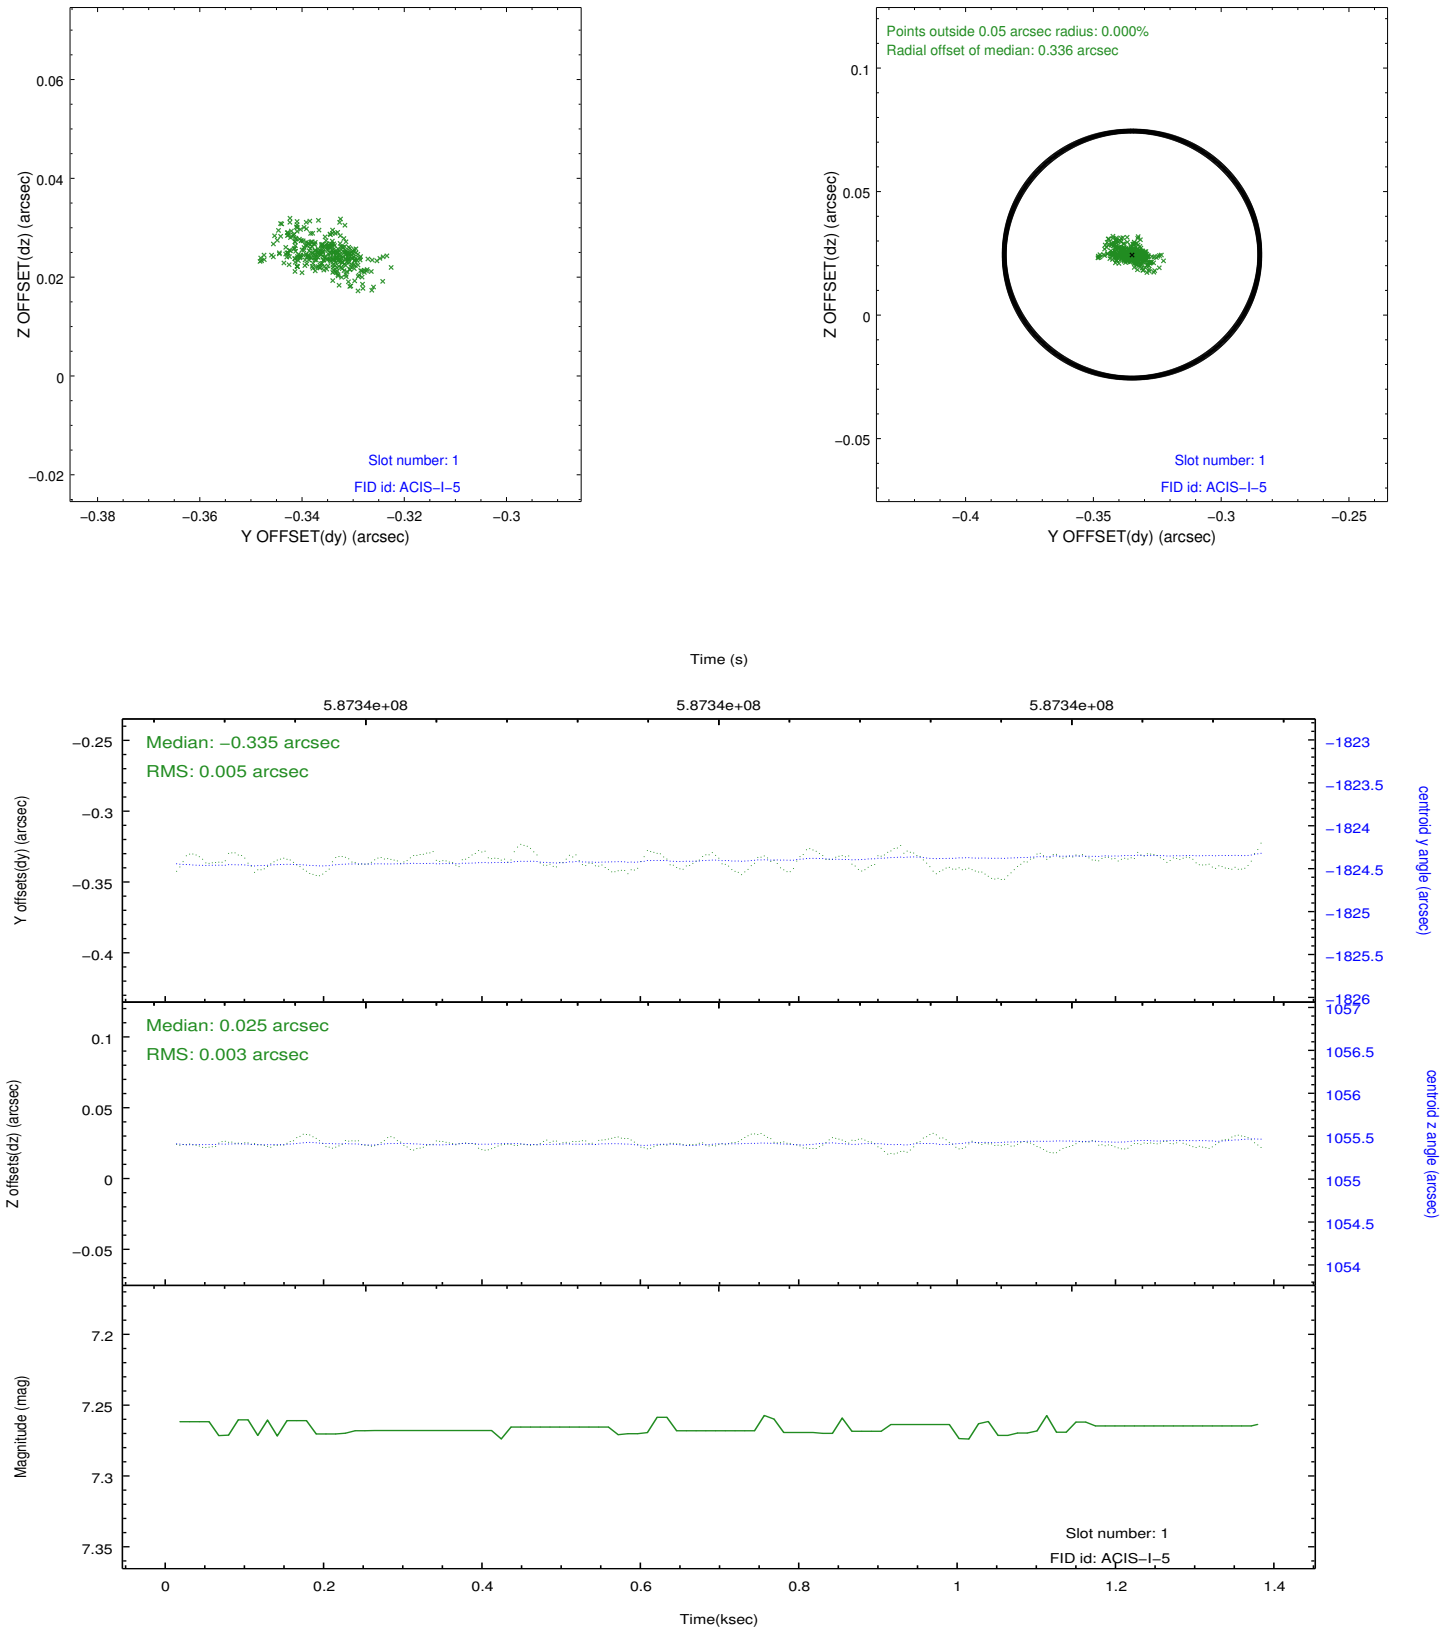 0.06
0.04
0.02
0
−0.02
Z OFFSET(dz) (arcsec)
Slot number: 1
FID id: ACIS−I−5
−0.38
−0.36
−0.34
−0.32
−0.3
Y OFFSET(dy) (arcsec)
Points outside 0.05 arcsec radius: 0.000%
Radial offset of median: 0.336 arcsec
0.1
0.05
0
−0.05
Z OFFSET(dz) (arcsec)
Slot number: 1
FID id: ACIS−I−5
−0.4
−0.35
−0.3
−0.25
Y OFFSET(dy) (arcsec)
Time (s)
5.8734e+08
5.8734e+08
5.8734e+08
Median: −0.335 arcsec
RMS: 0.005 arcsec
−0.25
−0.3
−0.35
−0.4
Y offsets(dy) (arcsec)
−1823
−1823.5
−1824
−1824.5
−1825
−1825.5
−1826
centroid y angle (arcsec)
Median: 0.025 arcsec
RMS: 0.003 arcsec
0.1
0.05
0
−0.05
Z offsets(dz) (arcsec)
1057
1056.5
1056
1055.5
1055
1054.5
1054
centroid z angle (arcsec)
7.2
7.25
7.3
7.35
Magnitude (mag)
Slot number: 1
FID id: ACIS−I−5
0
0.2
0.4
0.6
0.8
1
1.2
1.4
Time(ksec)